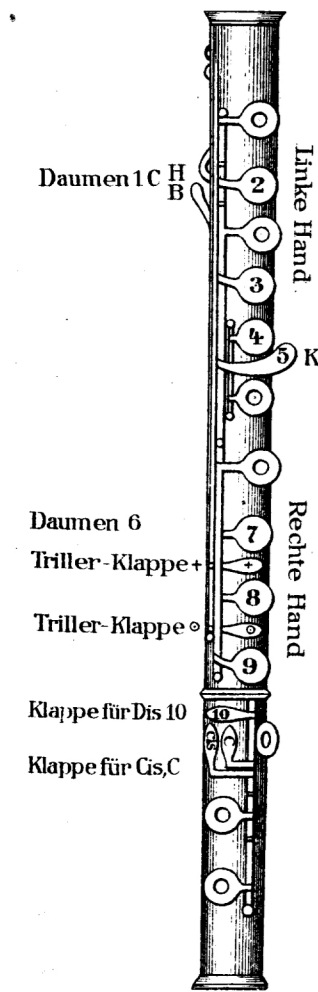 Daumen 1 C H
B
2
Linke Hand
3
4
5 K
7
Daumen 6
Triller-Klappe +
+
8
Triller-Klappe ⊙
9
Rechte Hand
Klappe für Dis 10
10
Cis
C
Klappe für Cis, C